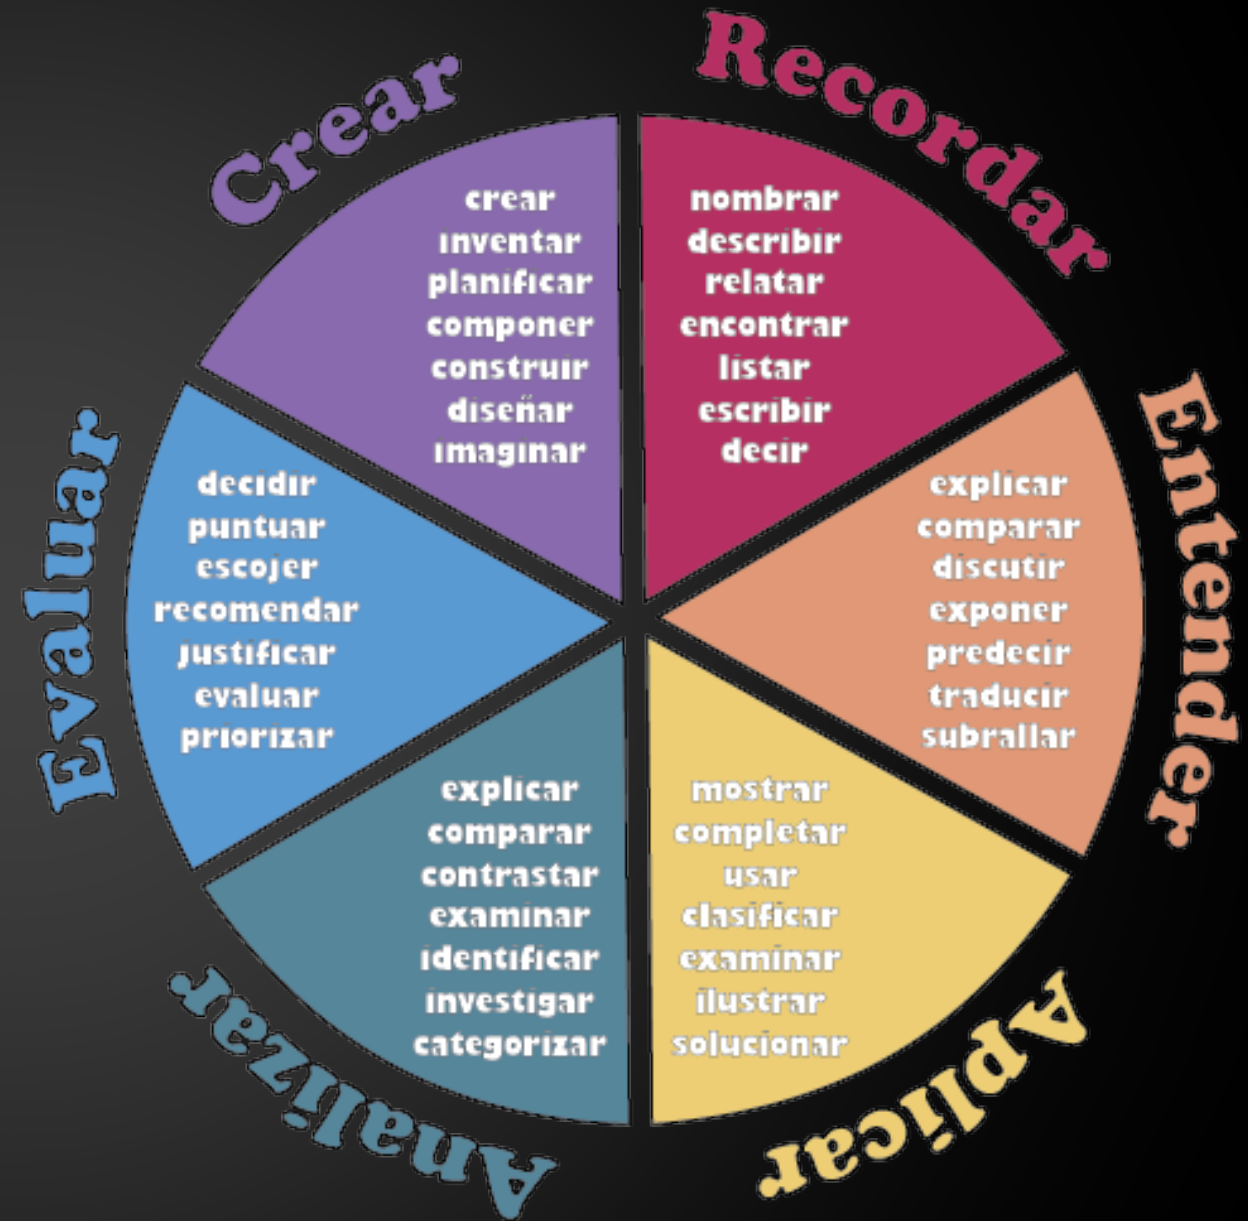 Recordar
nombrar
describir
relatar
encontrar
listar
escribir
decir
Entender
explicar
comparar
discutir
exponer
predecir
traducir
subrallar
Aplicar
mostrar
completar
usar
clasificar
examinar
ilustrar
solucionar
Analizar
explicar
comparar
contrastar
examinar
identificar
investigar
categorizar
Evaluar
decidir
puntuar
escojer
recomendar
justificar
evaluar
priorizar
Crear
crear
inventar
planificar
componer
construir
diseñar
imaginar